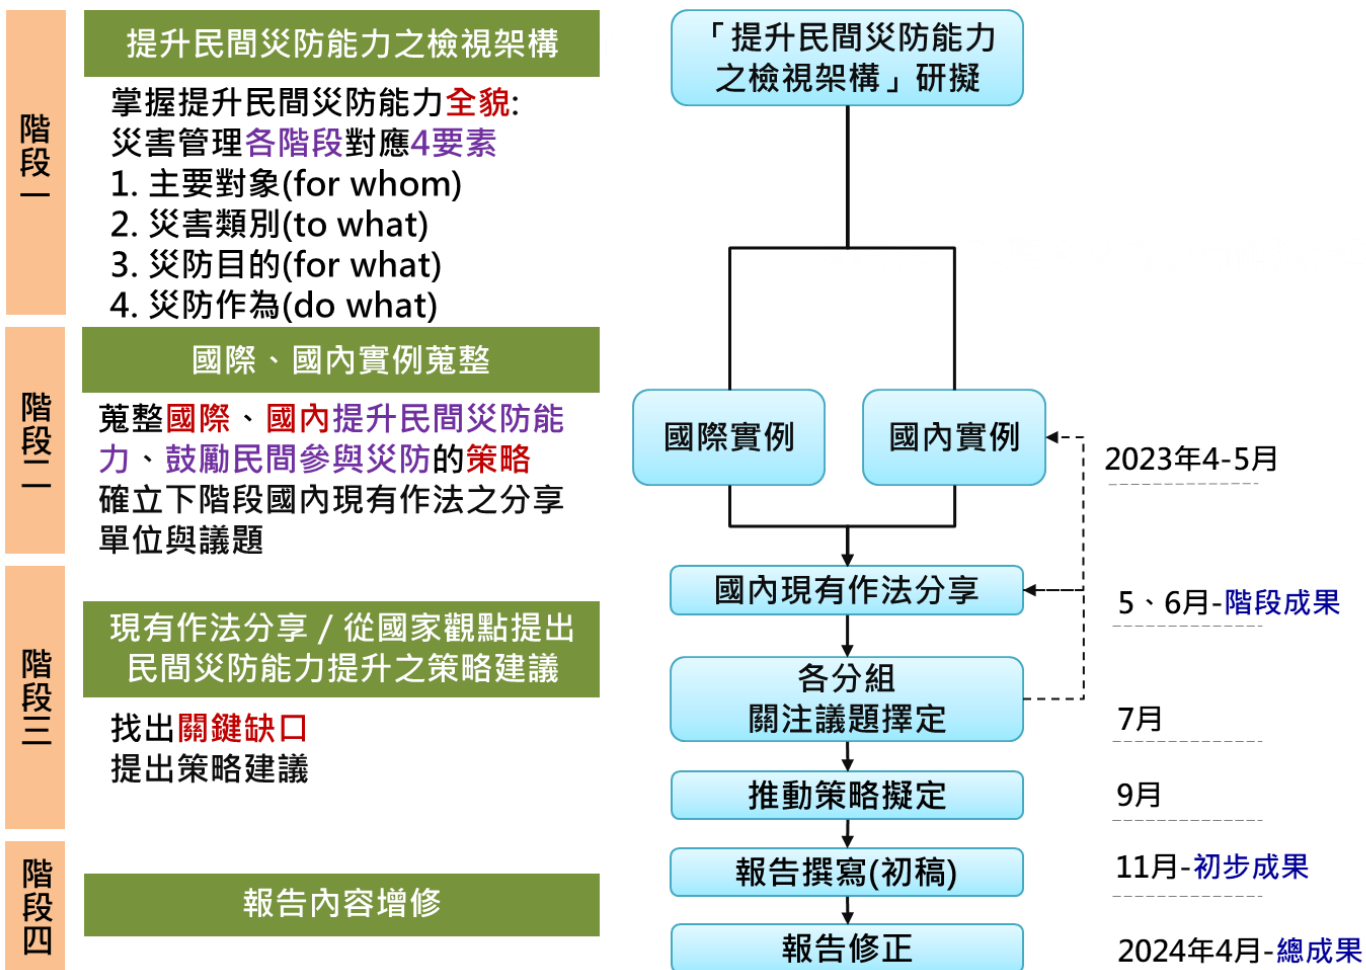 階段一
提升民間災防能力之檢視架構
掌握提升民間災防能力全貌:
災害管理各階段對應4要素
1. 主要對象(for whom)
2. 災害類別(to what)
3. 災防目的(for what)
4. 災防作為(do what)
階段二
國際、國內實例蒐整
蒐整國際、國內提升民間災防能
力、鼓勵民間參與災防的策略
確立下階段國內現有作法之分享
單位與議題
階段三
現有作法分享 / 從國家觀點提出
民間災防能力提升之策略建議
找出關鍵缺口
提出策略建議
階段四
報告內容增修
「提升民間災防能力
之檢視架構」研擬
國際實例
國內實例
2023年4-5月
國內現有作法分享
5、6月-階段成果
各分組
關注議題擇定
7月
推動策略擬定
9月
報告撰寫(初稿)
11月-初步成果
報告修正
2024年4月-總成果